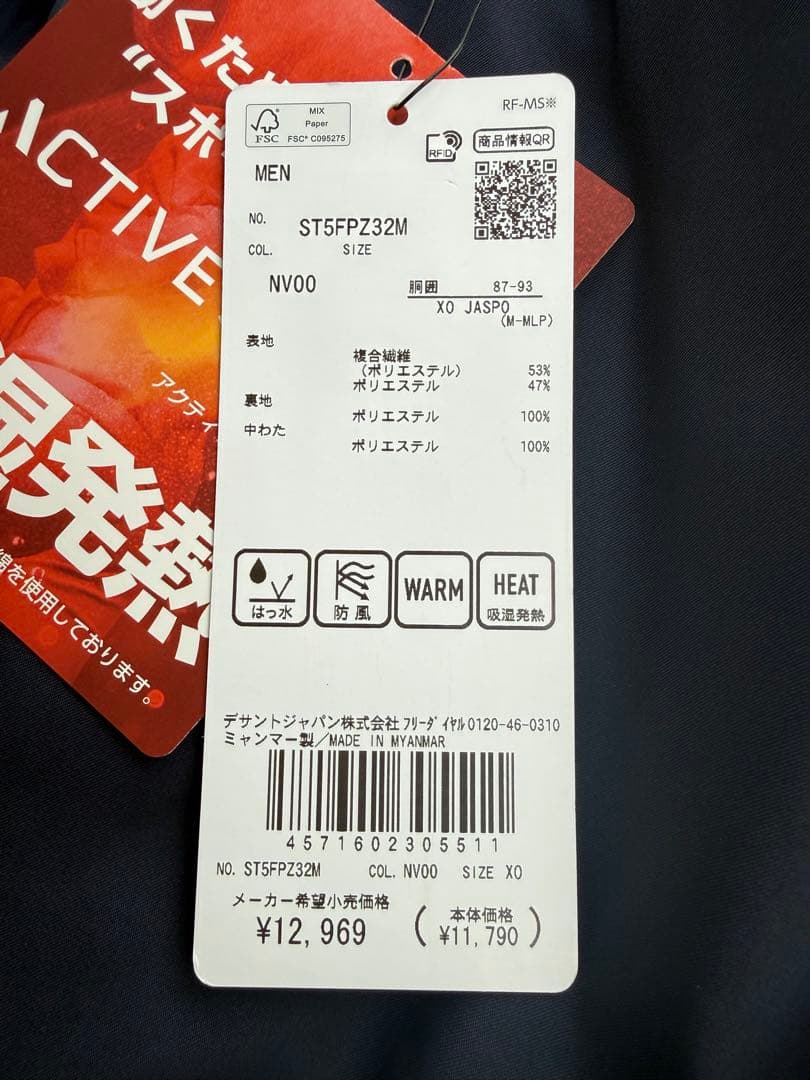 くた
“スポ
ACTIVE
アクティ
湿発熱
綿を使用しております。
RF-MS※
FSC
MIX
Paper
FSC® C095275
RFID
商品情報QR
MEN
NO.
ST5FPZ32M
COL.
SIZE
NV00
胴囲 87-93
XO JASPO
(M-MLP)
表地
複合繊維
(ポリエステル) 53%
ポリエステル 47%
裏地
ポリエステル 100%
中わた
ポリエステル 100%
はっ水
防風
WARM
HEAT
吸湿発熱
デサントジャパン株式会社 フリーダイヤル0120-46-0310
ミャンマー製/MADE IN MYANMAR
4571602305511
NO. ST5FPZ32M COL. NV00 SIZE XO
メーカー希望小売価格
¥12,969
(本体価格
¥11,790)